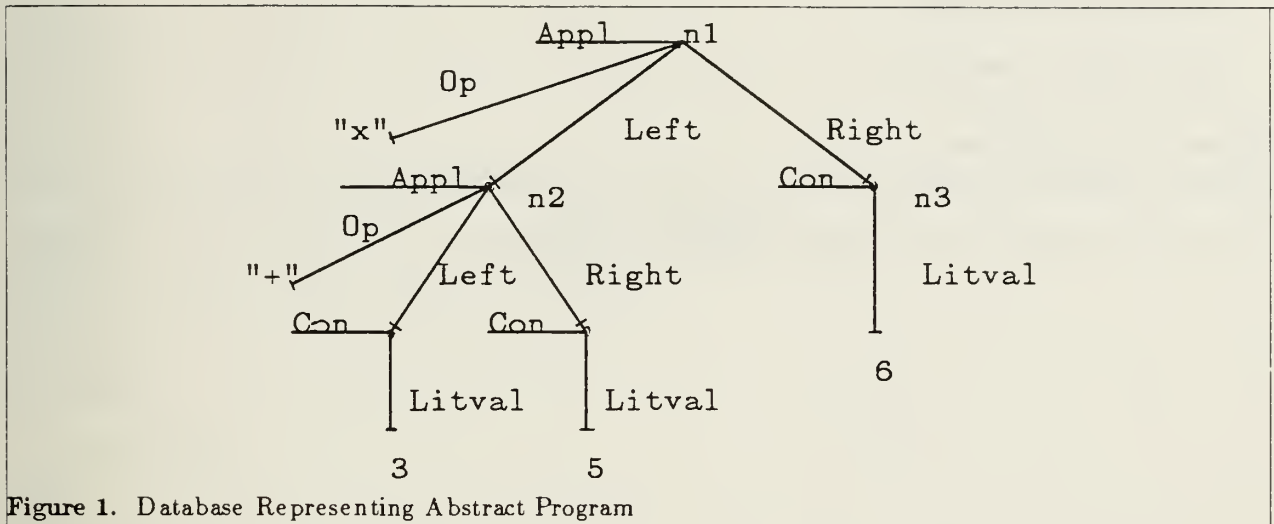 Appl n1
Op
"x" Left Right
Appl n2 Con n3
Op
"+" Left Right Litval
Con Con
6
Litval Litval
3 5
Figure 1. Database Representing Abstract Program